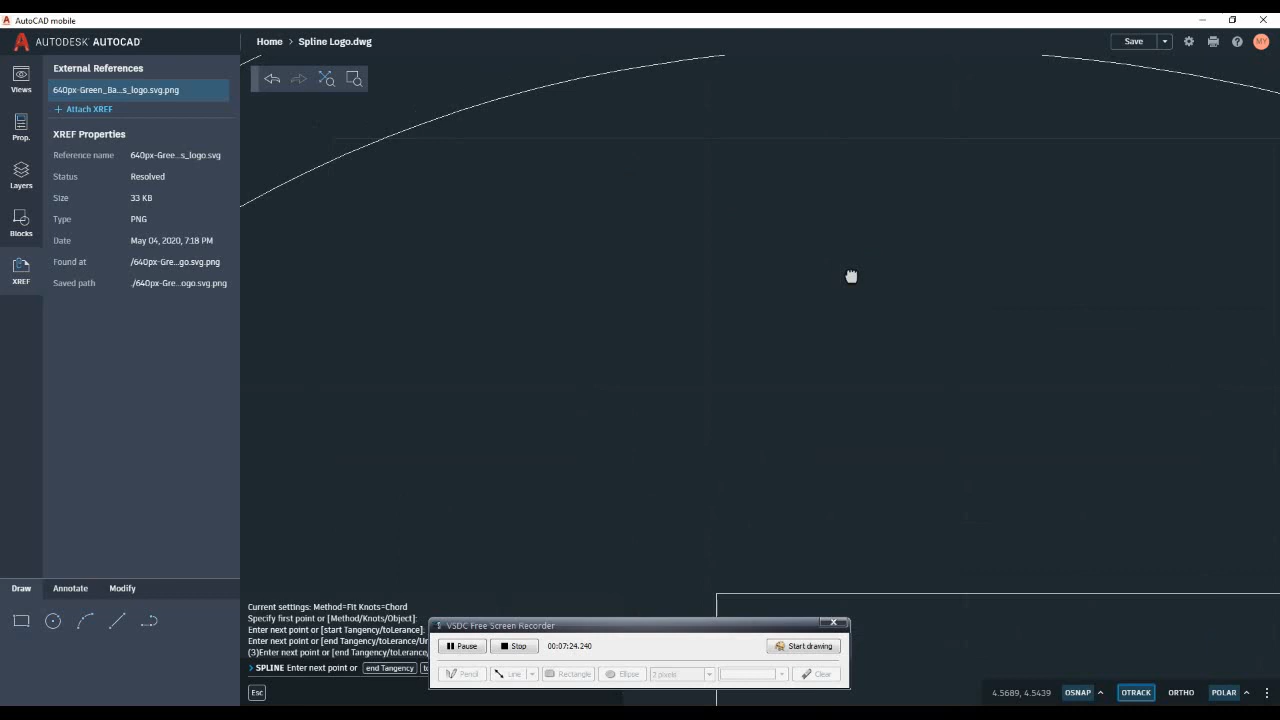 AutoCAD mobile
AUTODESK AUTOCAD®
Home > Spline Logo.dwg
Save
MY
Views
Prop.
Layers
Blocks
XREF
External References
640px-Green_Ba...s_logo.svg.png
+ Attach XREF
XREF Properties
Reference name 640px-Gree...s_logo.svg
Status Resolved
Size 33 KB
Type PNG
Date May 04, 2020, 7:18 PM
Found at /640px-Gre...go.svg.png
Saved path ./640px-Gre...ogo.svg.png
Draw Annotate Modify
Current settings: Method=Fit Knots=Chord
Specify first point or [Method/Knots/Object]:
Enter next point or [start Tangency/toLerance]:
Enter next point or [end Tangency/toLerance/Un
(3)Enter next point or [end Tangency/toLerance/
SPLINE Enter next point or end Tangency
Esc
VSDC Free Screen Recorder
Pause Stop 00:07:24.240 Start drawing
Pencil Line Rectangle Ellipse 2 pixels Clear
4.5689, 4.5439 OSNAP OTRACK ORTHO POLAR